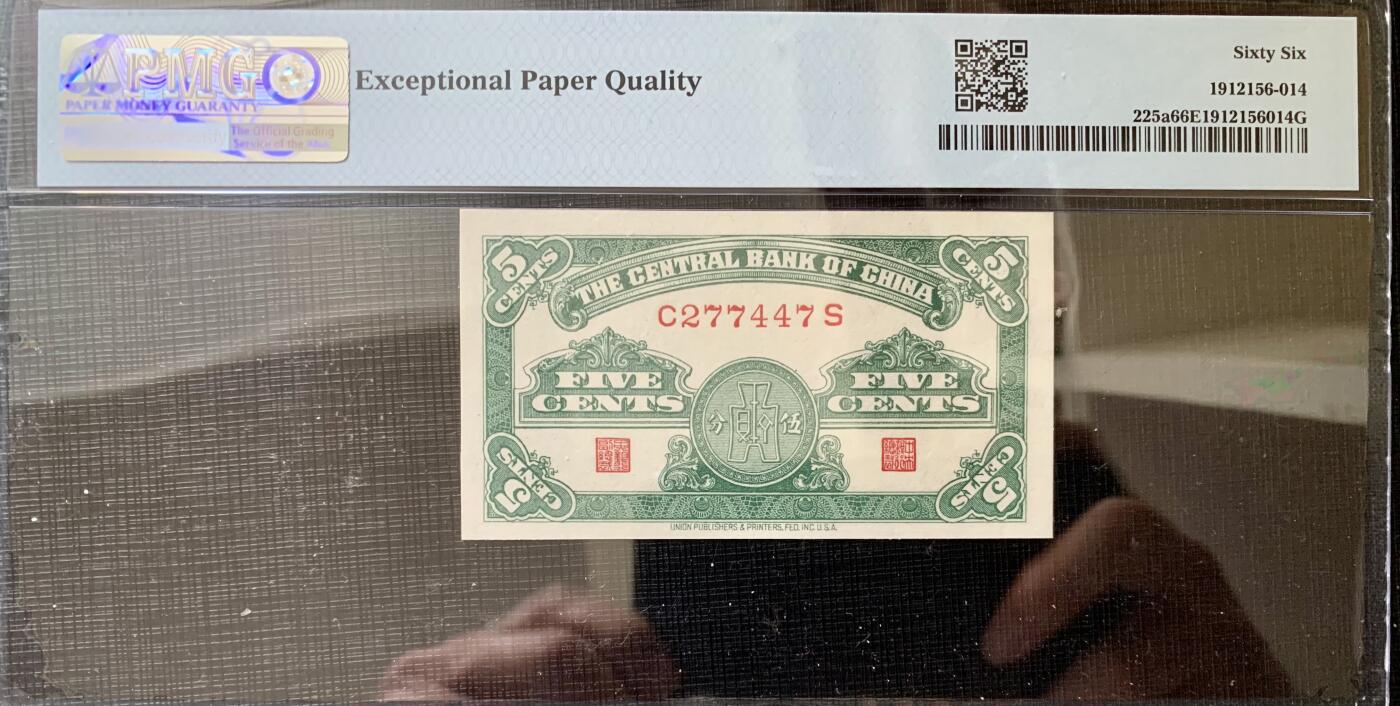 PMG
PAPER MONEY GUARANTY
The Official Grading
Service of the
Exceptional Paper Quality
Sixty Six
1912156-014
225a66E1912156014G
5 CENTS
5 CENTS
THE CENTRAL BANK OF CHINA
C277447S
FIVE CENTS
FIVE CENTS
分 伍
5 CENTS
5 CENTS
UNION PUBLISHERS & PRINTERS, FED. INC. U.S.A.